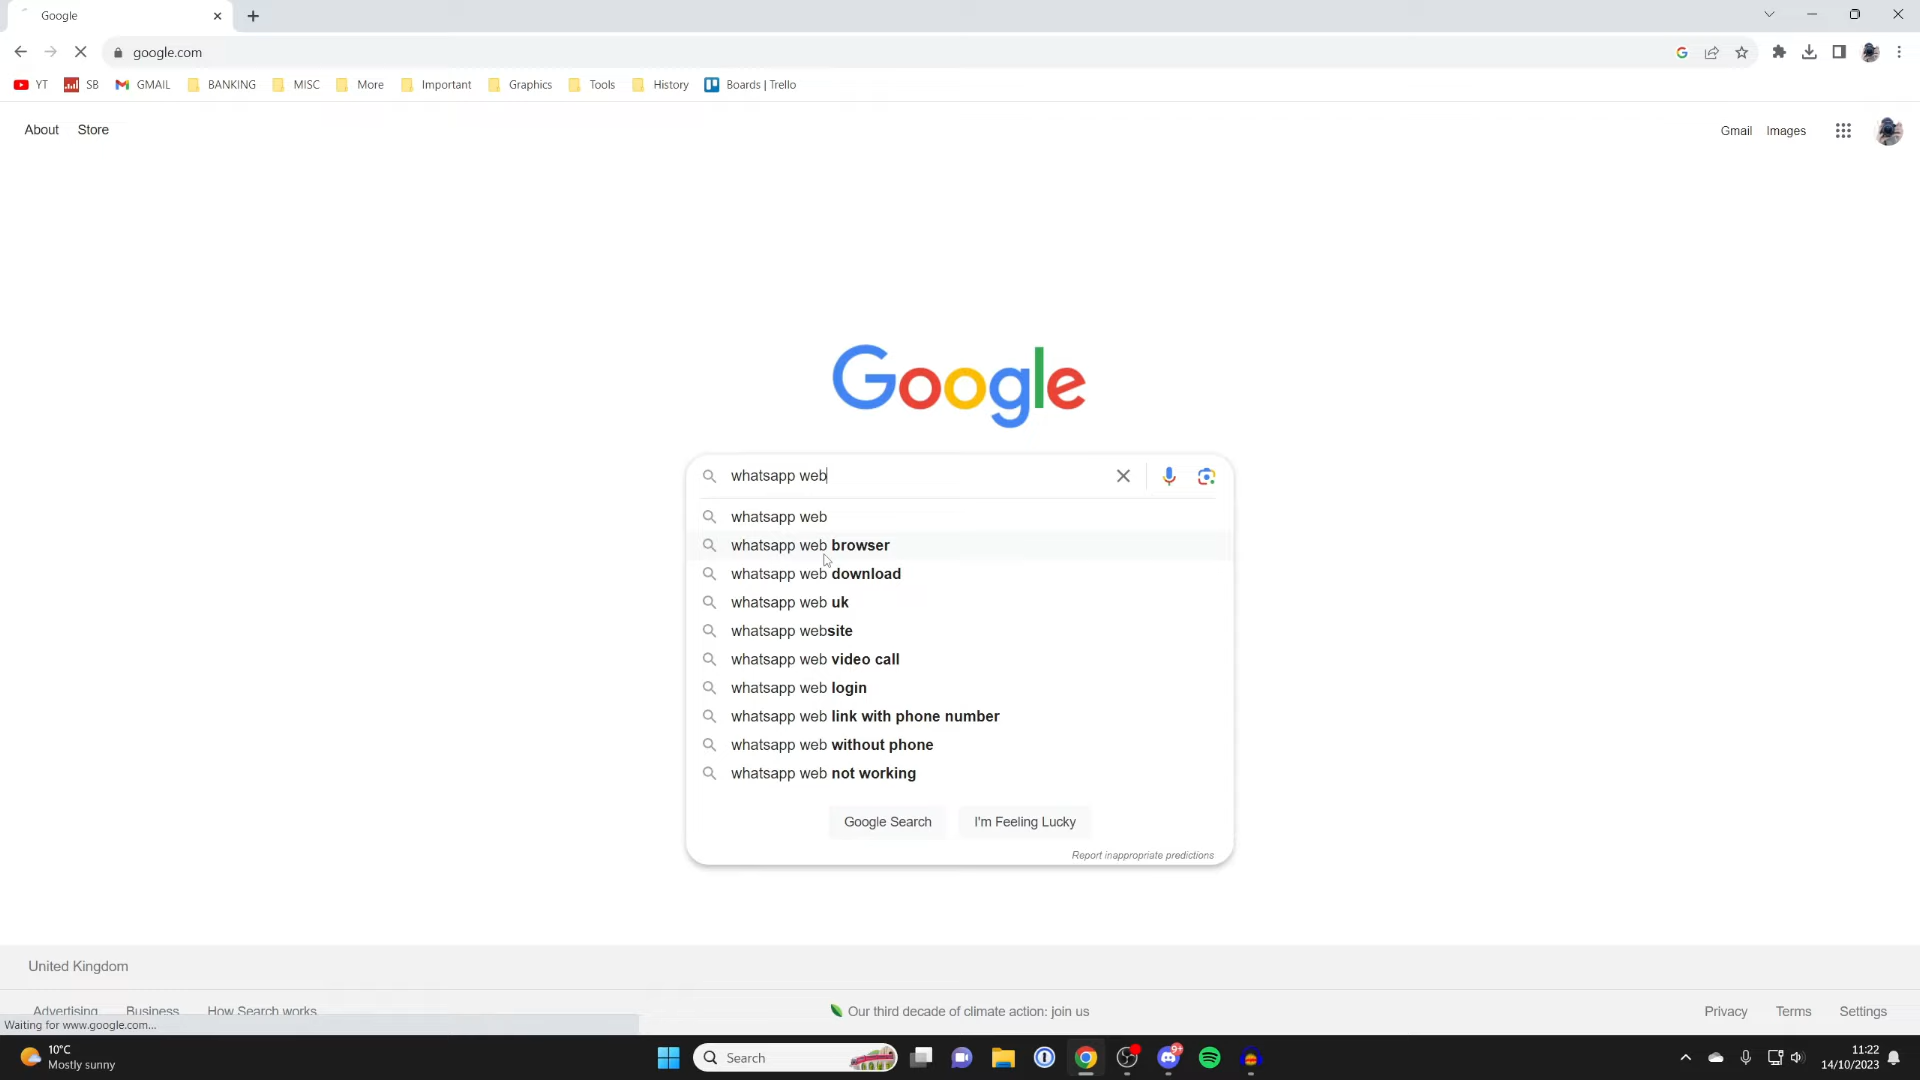 Google
google.com
YT SB GMAIL BANKING MISC More Important Graphics Tools History Boards | Trello
About Store Gmail Images
Google
whatsapp web
whatsapp web
whatsapp web browser
whatsapp web download
whatsapp web uk
whatsapp website
whatsapp web video call
whatsapp web login
whatsapp web link with phone number
whatsapp web without phone
whatsapp web not working
Google Search I'm Feeling Lucky
Report inappropriate predictions
United Kingdom
Advertising Business How Search works Our third decade of climate action: join us Privacy Terms Settings
Waiting for www.google.com...
10°C
Mostly sunny
Search
9+
11:22
14/10/2023